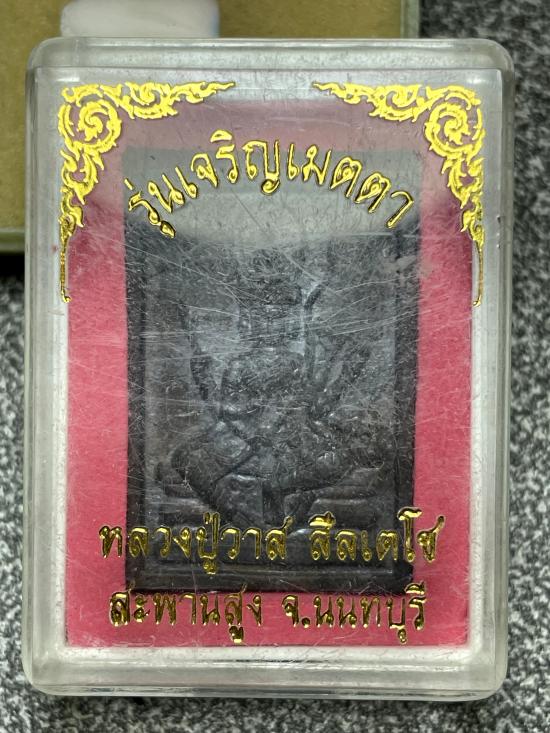 รุ่นเจริญเมตตา
หลวงปู่วาส สีลเตโช
สะพานสูง จ.นนทบุรี